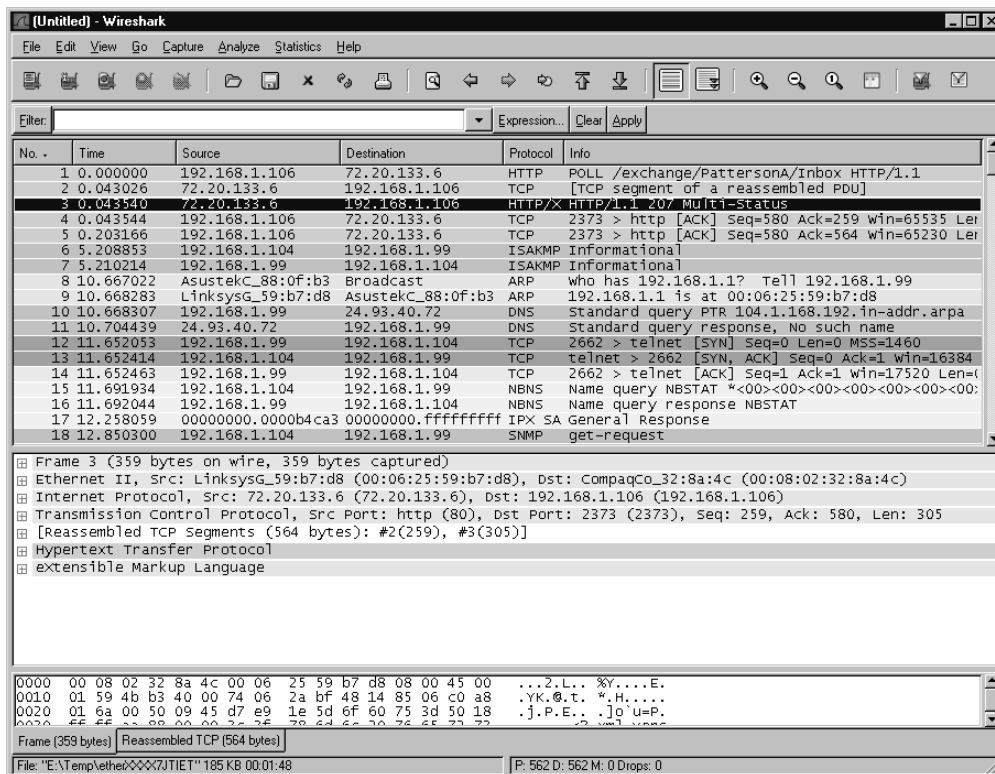 (Untitled) - Wireshark
File Edit View Go Capture Analyze Statistics Help
Filter: Expression... Clear Apply
No. - Time Source Destination Protocol Info
1 0.000000 192.168.1.106 72.20.133.6 HTTP POLL /exchange/PattersonA/Inbox HTTP/1.1
2 0.043026 72.20.133.6 192.168.1.106 TCP [TCP segment of a reassembled PDU]
3 0.043540 72.20.133.6 192.168.1.106 HTTP/X HTTP/1.1 207 Multi-Status
4 0.043544 192.168.1.106 72.20.133.6 TCP 2373 > http [ACK] Seq=580 Ack=259 Win=65535 Ler
5 0.203166 192.168.1.106 72.20.133.6 TCP 2373 > http [ACK] Seq=580 Ack=564 Win=65230 Ler
6 5.208853 192.168.1.104 192.168.1.99 ISAKMP Informational
7 5.210214 192.168.1.99 192.168.1.104 ISAKMP Informational
8 10.667022 AsustekC_88:0f:b3 Broadcast ARP Who has 192.168.1.1? Tell 192.168.1.99
9 10.668283 LinksysG_59:b7:d8 AsustekC_88:0f:b3 ARP 192.168.1.1 is at 00:06:25:59:b7:d8
10 10.668307 192.168.1.99 24.93.40.72 DNS Standard query PTR 104.1.168.192.in-addr.arpa
11 10.704439 24.93.40.72 192.168.1.99 DNS Standard query response, No such name
12 11.652053 192.168.1.104 192.168.1.99 TCP 2662 > telnet [SYN] Seq=0 Len=0 MSS=1460
13 11.652414 192.168.1.99 192.168.1.104 TCP telnet > 2662 [SYN, ACK] Seq=0 Ack=1 Win=16384
14 11.652463 192.168.1.104 192.168.1.99 TCP 2662 > telnet [ACK] Seq=1 Ack=1 Win=17520 Len=(
15 11.691934 192.168.1.99 192.168.1.104 NBNS Name query NBSTAT *<00><00><00><00><00><00>
16 11.692044 192.168.1.104 192.168.1.99 NBNS Name query response NBSTAT
17 12.258059 00000000.0000b4ca3 00000000.ffffffffff IPX SA General Response
18 12.850300 192.168.1.104 192.168.1.99 SNMP get-request
Frame 3 (359 bytes on wire, 359 bytes captured)
Ethernet II, Src: LinksysG_59:b7:d8 (00:06:25:59:b7:d8), Dst: CompaqCo_32:8a:4c (00:08:02:32:8a:4c)
Internet Protocol, Src: 72.20.133.6 (72.20.133.6), Dst: 192.168.1.106 (192.168.1.106)
Transmission Control Protocol, Src Port: http (80), Dst Port: 2373 (2373), Seq: 259, Ack: 580, Len: 305
[Reassembled TCP Segments (564 bytes): #2(259), #3(305)]
Hypertext Transfer Protocol
eXtensible Markup Language
0000 00 08 02 32 8a 4c 00 06 25 59 b7 d8 08 00 45 00 ...2.L.. %Y....E.
0010 01 59 4b b3 40 00 74 06 2a bf 48 14 85 06 c0 a8 .YK.@.t. *.H.....
0020 01 6a 00 50 09 45 d7 e9 1e 5d 6f 60 75 3d 50 18 .j.P.E.. .]o`u=P.
Frame (359 bytes) Reassembled TCP (564 bytes)
File: "E:\Temp\etherXXXX7JTIET" 185 KB 00:01:48 P: 562 D: 562 M: 0 Drops: 0